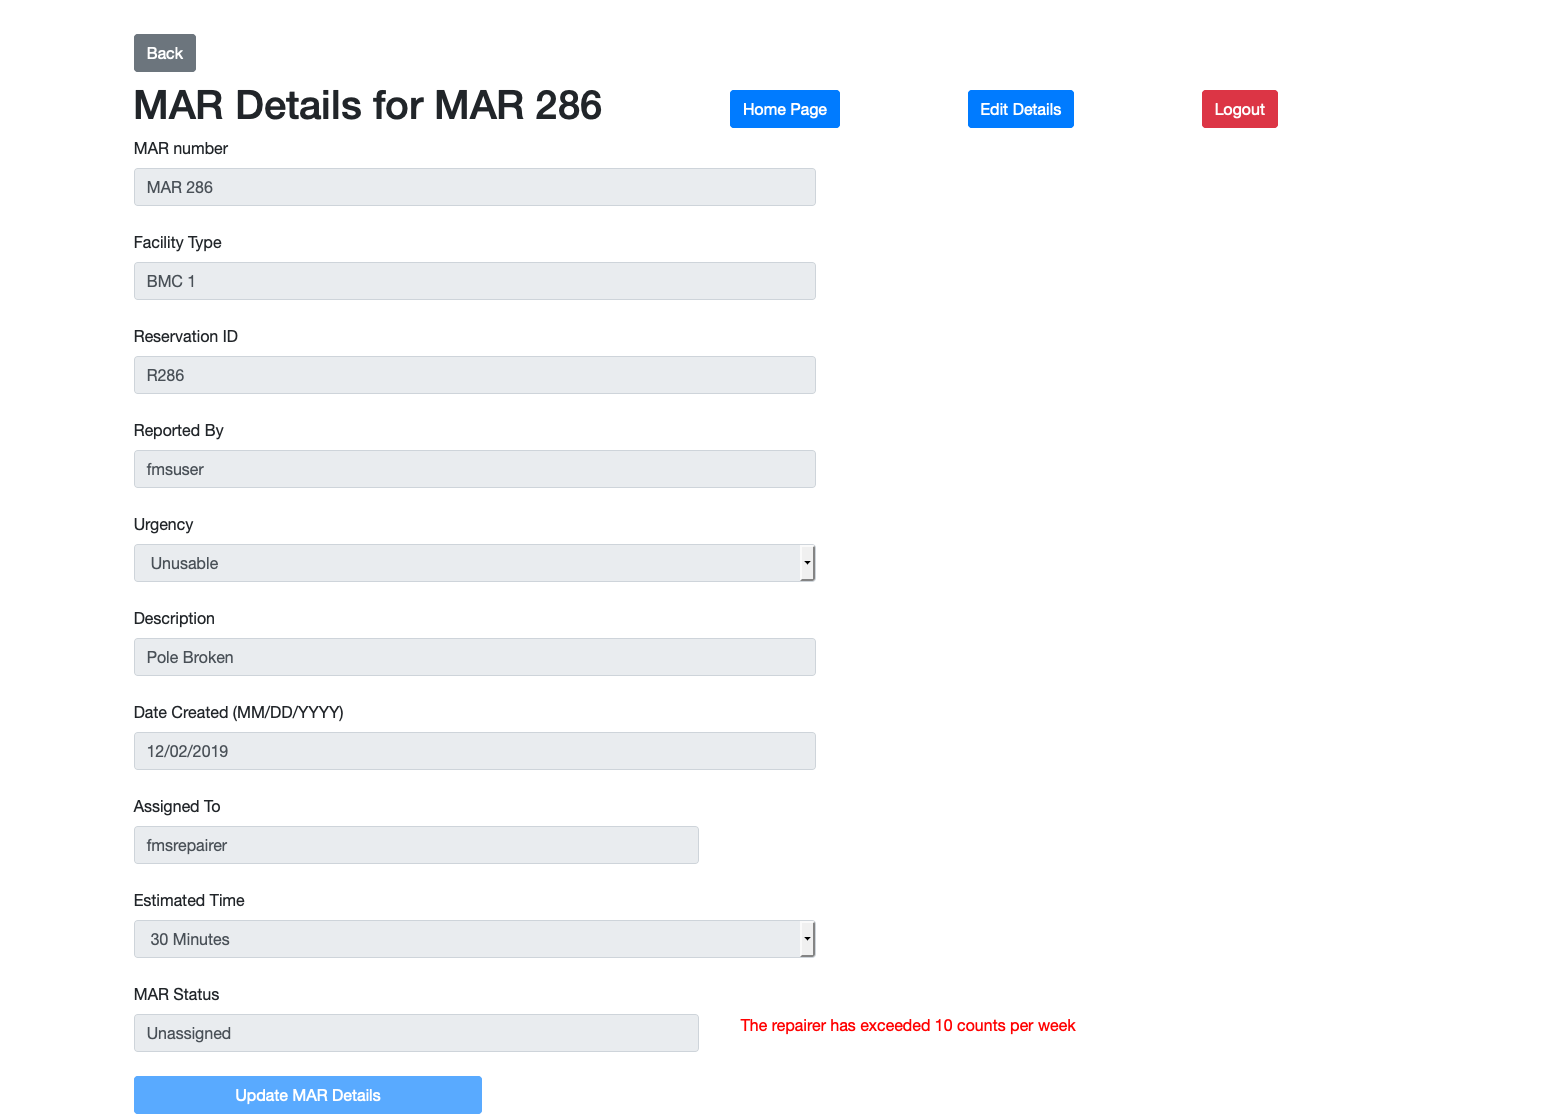 Back
MAR Details for MAR 286
Home Page
Edit Details
Logout
MAR number
MAR 286
Facility Type
BMC 1
Reservation ID
R286
Reported By
fmsuser
Urgency
Unusable
Description
Pole Broken
Date Created (MM/DD/YYYY)
12/02/2019
Assigned To
fmsrepairer
Estimated Time
30 Minutes
MAR Status
Unassigned
The repairer has exceeded 10 counts per week
Update MAR Details